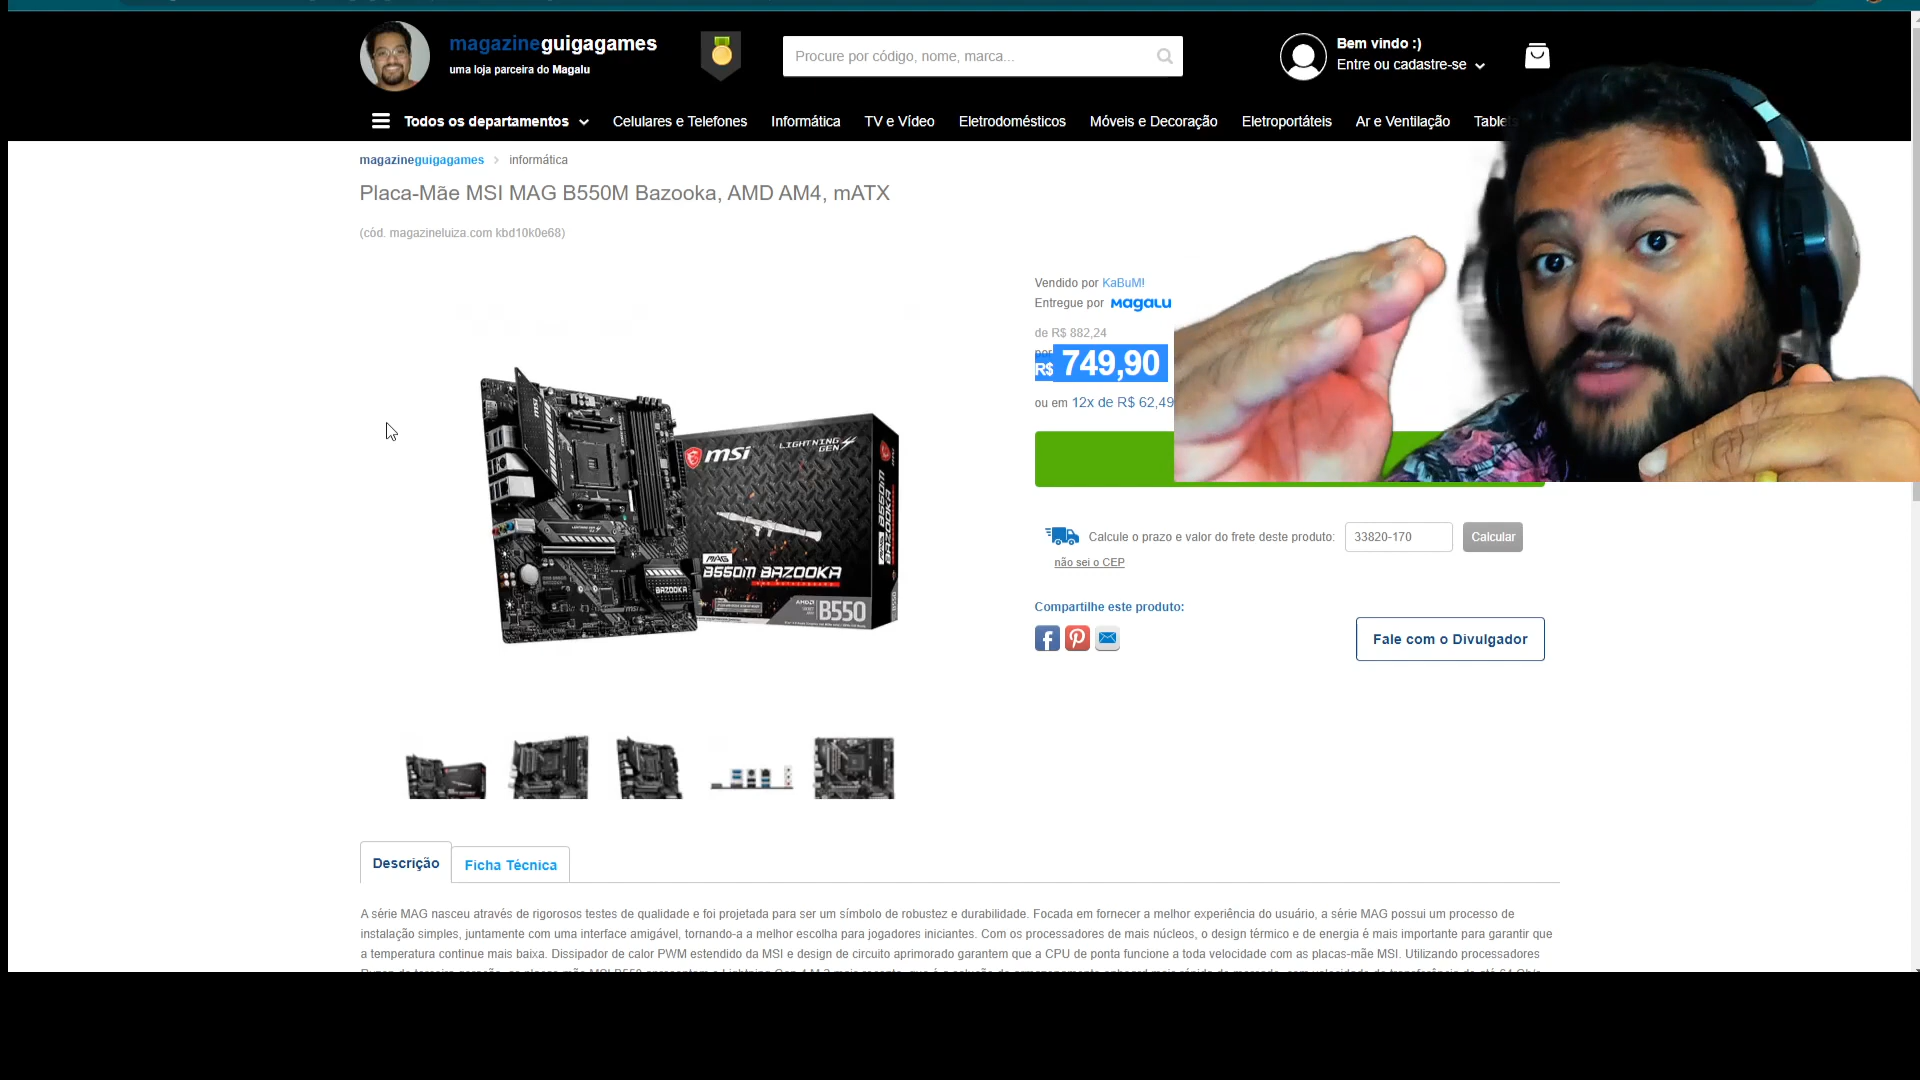 magazineguigagames
uma loja parceira do Magalu
Procure por código, nome, marca...
Bem vindo :)
Entre ou cadastre-se
Todos os departamentos
Celulares e Telefones
Informática
TV e Vídeo
Eletrodomésticos
Móveis e Decoração
Eletroportáteis
Ar e Ventilação
Tablets
magazineguigagames > informática
Placa-Mãe MSI MAG B550M Bazooka, AMD AM4, mATX
(cód. magazineluiza.com kbd10k0e68)
Vendido por KaBuM!
Entregue por Magalu
de R$ 882,24
por
R$ 749,90
ou em 12x de R$ 62,49
msi
LIGHTNING
GEN 4
MAG
B550M BAZOOKA
AMD
B550
MAG
B550M
BAZOOKA
BAZOOKA
Calcule o prazo e valor do frete deste produto:
33820-170
Calcular
não sei o CEP
Compartilhe este produto:
Fale com o Divulgador
Descrição
Ficha Técnica
A série MAG nasceu através de rigorosos testes de qualidade e foi projetada para ser um símbolo de robustez e durabilidade. Focada em fornecer a melhor experiência do usuário, a série MAG possui um processo de
instalação simples, juntamente com uma interface amigável, tornando-a a melhor escolha para jogadores iniciantes. Com os processadores de mais núcleos, o design térmico e de energia é mais importante para garantir que
a temperatura continue mais baixa. Dissipador de calor PWM estendido da MSI e design de circuito aprimorado garantem que a CPU de ponta funcione a toda velocidade com as placas-mãe MSI. Utilizando processadores